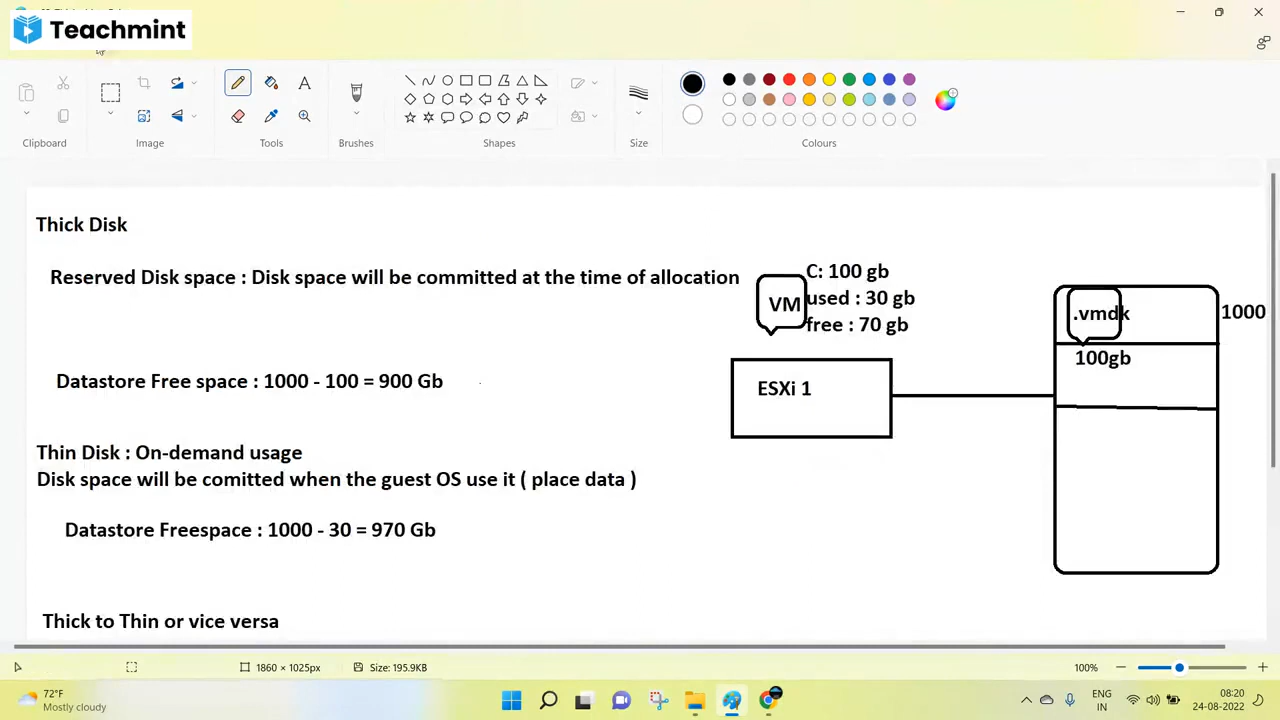 Teachmint
Clipboard
Image
Tools
Brushes
Shapes
Size
Colours
Thick Disk
Reserved Disk space : Disk space will be committed at the time of allocation
VM
C: 100 gb
used : 30 gb
free : 70 gb
.vmdk
1000
100gb
Datastore Free space : 1000 - 100 = 900 Gb
ESXi 1
Thin Disk : On-demand usage
Disk space will be comitted when the guest OS use it ( place data )
Datastore Freespace : 1000 - 30 = 970 Gb
Thick to Thin or vice versa
1860 × 1025px
Size: 195.9KB
100%
72°F
Mostly cloudy
ENG
IN
08:20
24-08-2022